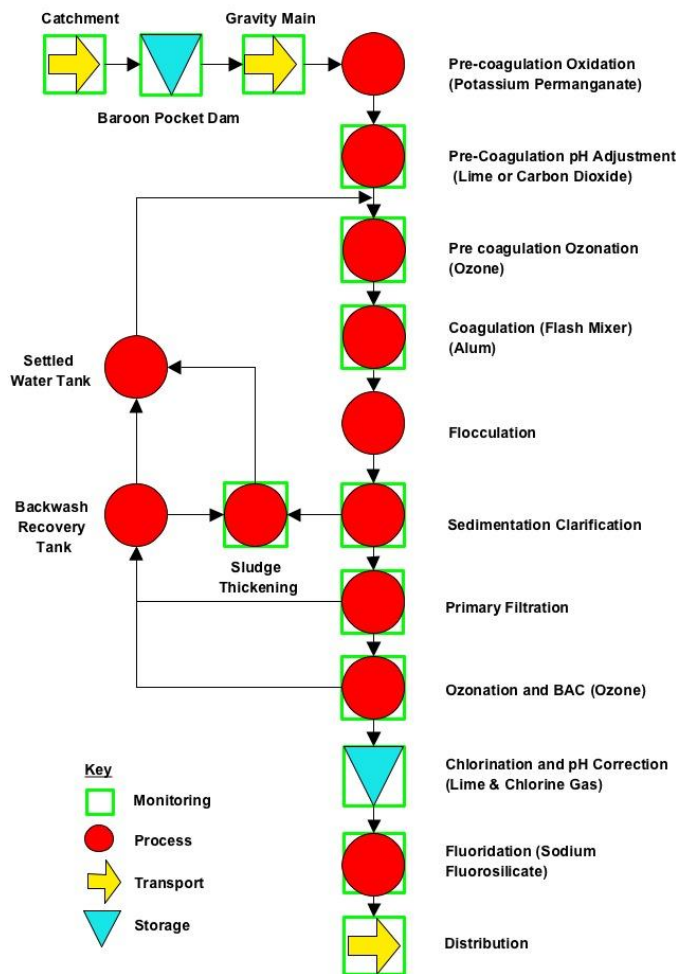 Catchment
Gravity Main
Baroon Pocket Dam
Pre-coagulation Oxidation
(Potassium Permanganate)
Pre-Coagulation pH Adjustment
(Lime or Carbon Dioxide)
Pre coagulation Ozonation
(Ozone)
Coagulation (Flash Mixer)
(Alum)
Settled
Water Tank
Flocculation
Backwash
Recovery
Tank
Sludge
Thickening
Sedimentation Clarification
Primary Filtration
Ozonation and BAC (Ozone)
Chlorination and pH Correction
(Lime & Chlorine Gas)
Fluoridation (Sodium
Fluorosilicate)
Distribution
Key
Monitoring
Process
Transport
Storage